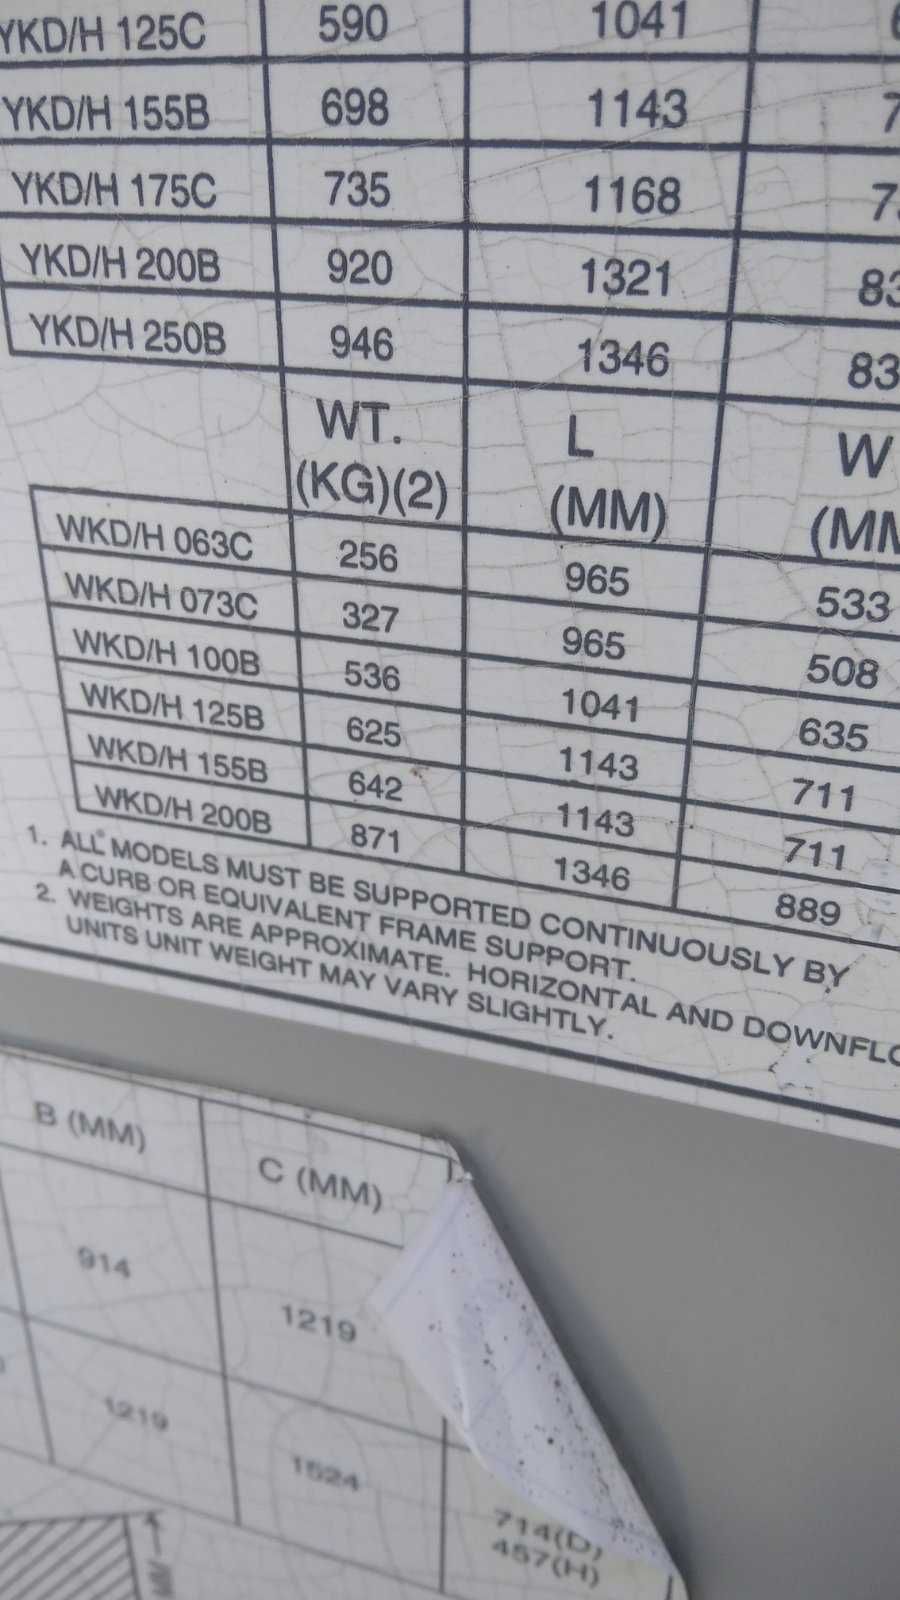 YKD/H 125C 590 1041
YKD/H 155B 698 1143
YKD/H 175C 735 1168
YKD/H 200B 920 1321
YKD/H 250B 946 1346
WT. (KG)(2) L (MM) W
WKD/H 063C 256 965 533
WKD/H 073C 327 965 508
WKD/H 100B 536 1041 635
WKD/H 125B 625 1143 711
WKD/H 155B 642 1143 711
WKD/H 200B 871 1346 889
1. ALL MODELS MUST BE SUPPORTED CONTINUOUSLY BY
A CURB OR EQUIVALENT FRAME SUPPORT.
2. WEIGHTS ARE APPROXIMATE. HORIZONTAL AND DOWNFLO
UNITS UNIT WEIGHT MAY VARY SLIGHTLY.
B (MM) C (MM)
914 1219
1219 1524
714(D)
457(H)